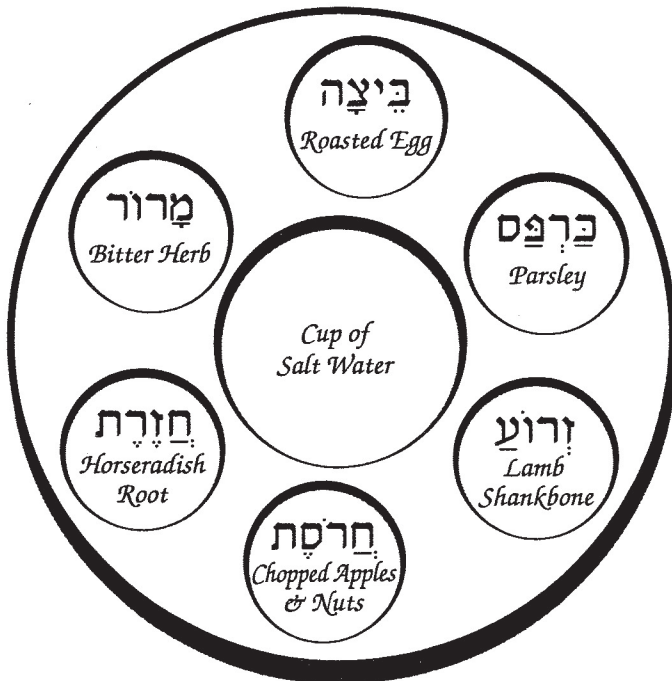 בֵּיצָה
Roasted Egg
מָרוֹר
Bitter Herb
כַּרְפַּס
Parsley
Cup of
Salt Water
חֲזֶרֶת
Horseradish
Root
זְרוֹעַ
Lamb
Shankbone
חֲרֹסֶת
Chopped Apples
& Nuts